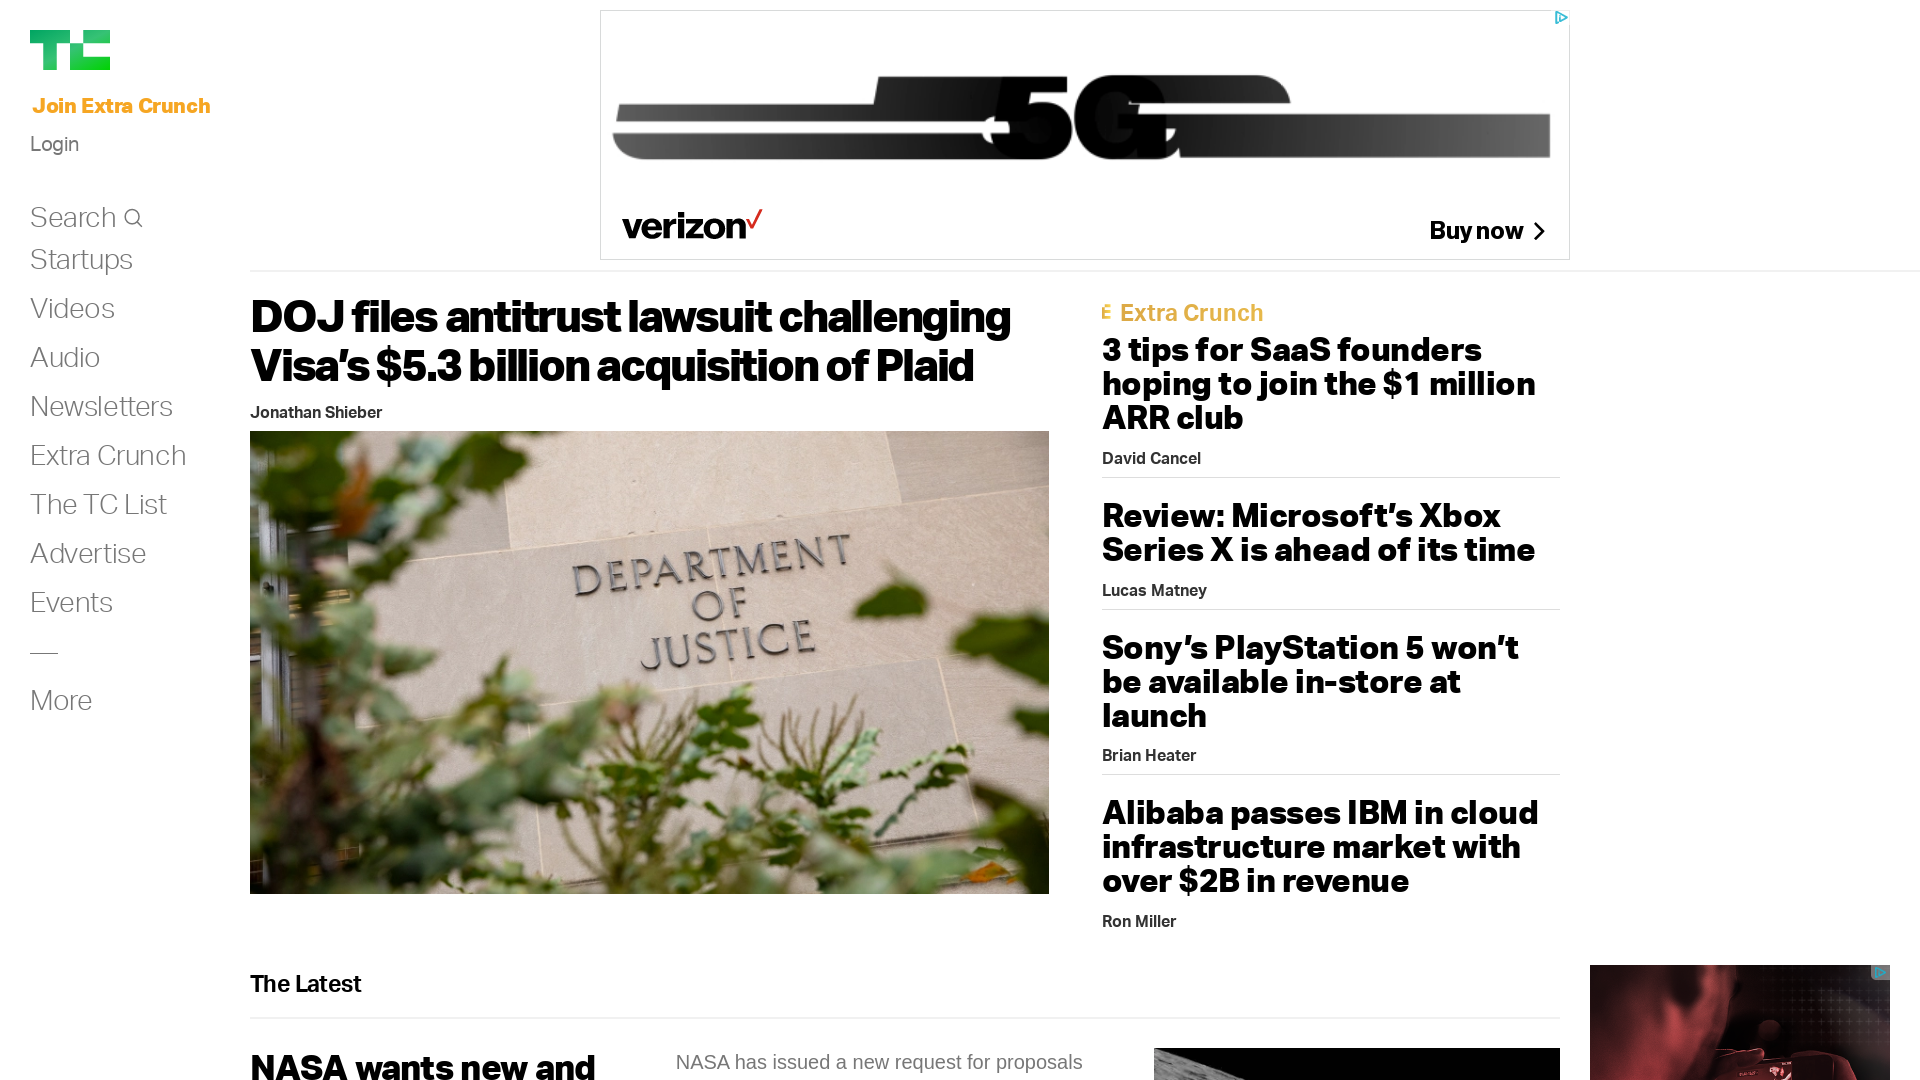 TC
Join Extra Crunch
Login
Search
Startups
Videos
Audio
Newsletters
Extra Crunch
The TC List
Advertise
Events
—
More
5G
verizon✓
Buy now
DOJ files antitrust lawsuit challenging
Visa’s $5.3 billion acquisition of Plaid
Jonathan Shieber
DEPARTMENT
OF
JUSTICE
Extra Crunch
3 tips for SaaS founders
hoping to join the $1 million
ARR club
David Cancel
Review: Microsoft’s Xbox
Series X is ahead of its time
Lucas Matney
Sony’s PlayStation 5 won’t
be available in-store at
launch
Brian Heater
Alibaba passes IBM in cloud
infrastructure market with
over $2B in revenue
Ron Miller
The Latest
NASA wants new and
NASA has issued a new request for proposals